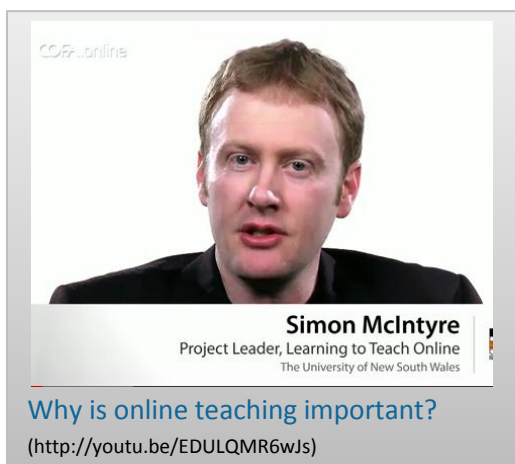 COFA.online
Simon McIntyre
Project Leader, Learning to Teach Online
The University of New South Wales
Why is online teaching important?
(http://youtu.be/EDULQMR6wJs)